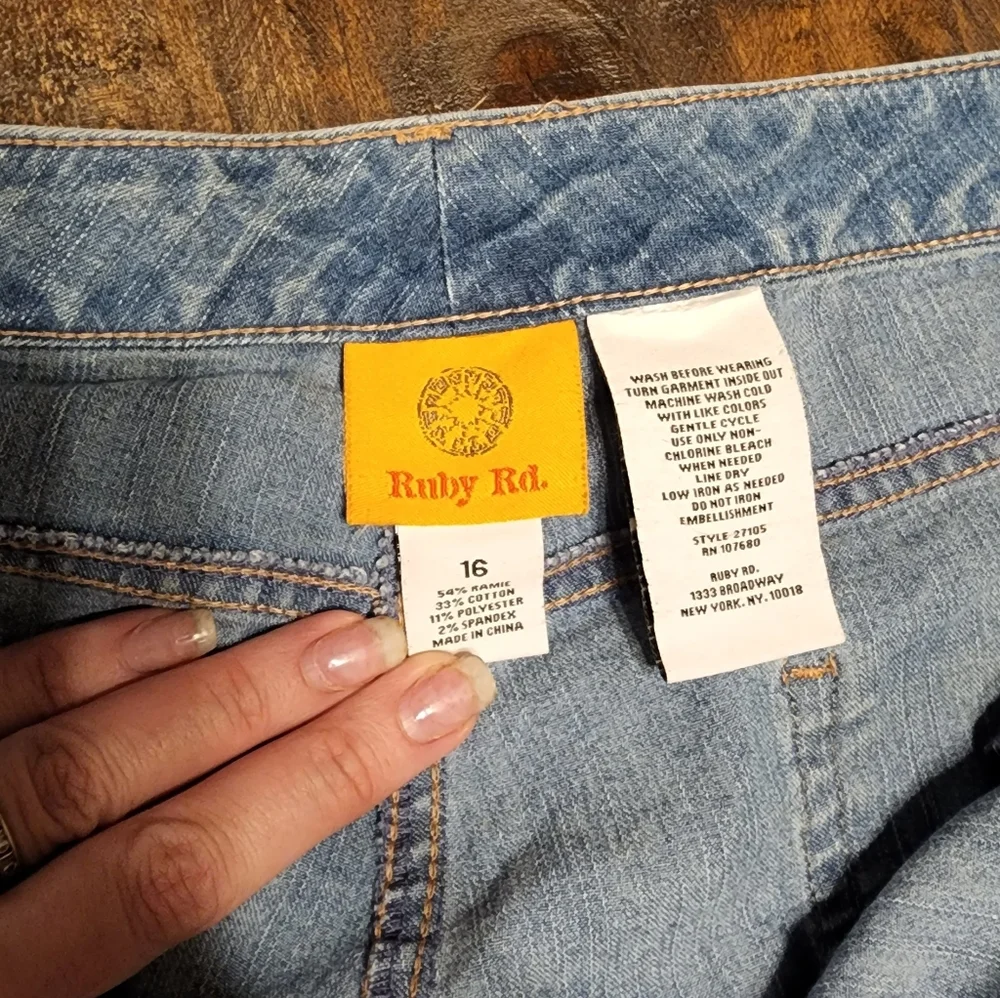 Ruby Rd.
16
54% RAMIE
33% COTTON
11% POLYESTER
2% SPANDEX
MADE IN CHINA
WASH BEFORE WEARING
TURN GARMENT INSIDE OUT
MACHINE WASH COLD
WITH LIKE COLORS
GENTLE CYCLE
USE ONLY NON-
CHLORINE BLEACH
WHEN NEEDED
LINE DRY
LOW IRON AS NEEDED
DO NOT IRON
EMBELLISHMENT
STYLE 27105
RN 107680
RUBY RD.
1333 BROADWAY
NEW YORK. NY. 10018